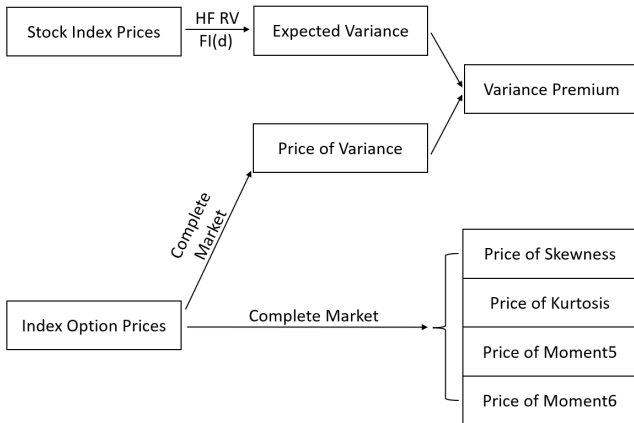 Stock Index Prices
HF RV
FI(d)
Expected Variance
Variance Premium
Price of Variance
Complete
Market
Index Option Prices
Complete Market
Price of Skewness
Price of Kurtosis
Price of Moment5
Price of Moment6